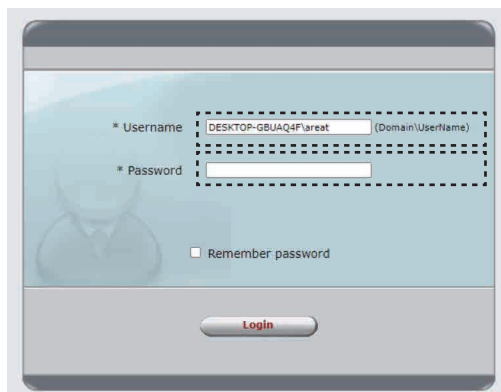 * Username DESKTOP-GBUAQ4F\areat (Domain\UserName)
* Password
Remember password
Login